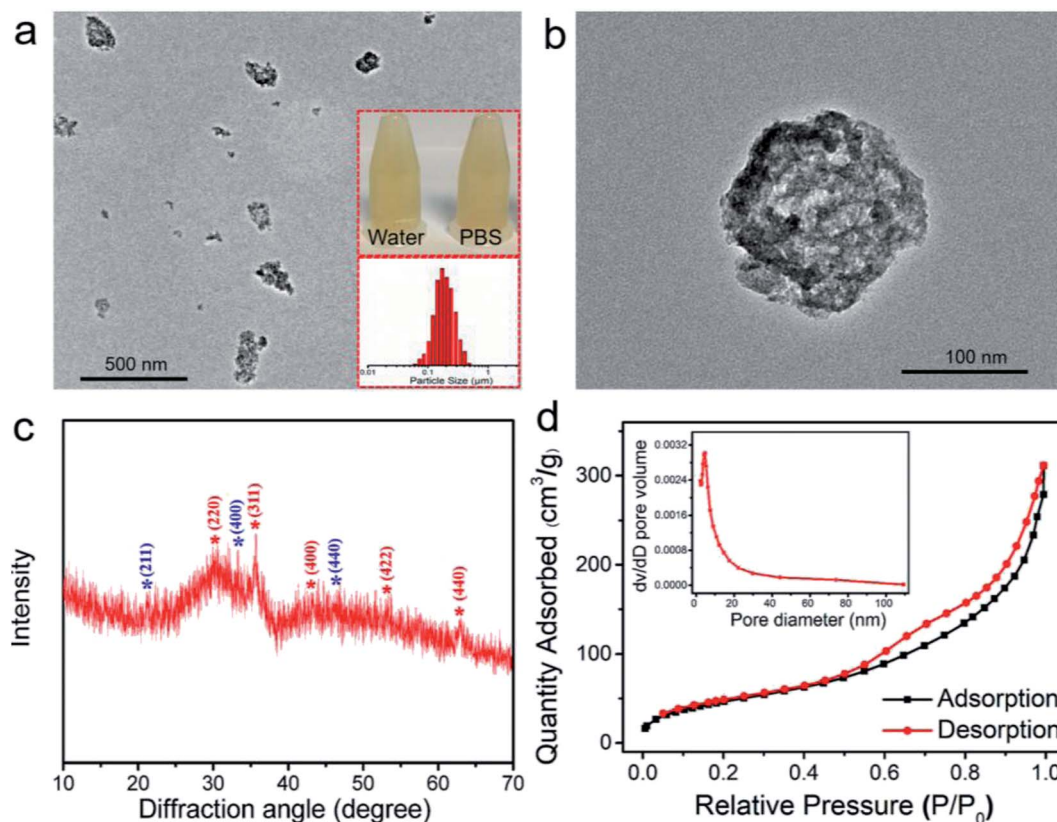 a
Water
PBS
0.01
0.1
1
Particle Size (μm)
500 nm
b
100 nm
c
Intensity
*(211)
*(220)
*(400)
*(311)
*(400)
*(440)
*(422)
*(440)
10
20
30
40
50
60
70
Diffraction angle (degree)
d
Quantity Adsorbed (cm³/g)
300
200
100
0
dv/dD pore volume
0.0032
0.0024
0.0016
0.0008
0.0000
0
20
40
60
80
100
Pore diameter (nm)
Adsorption
Desorption
0.0
0.2
0.4
0.6
0.8
1.0
Relative Pressure (P/P₀)